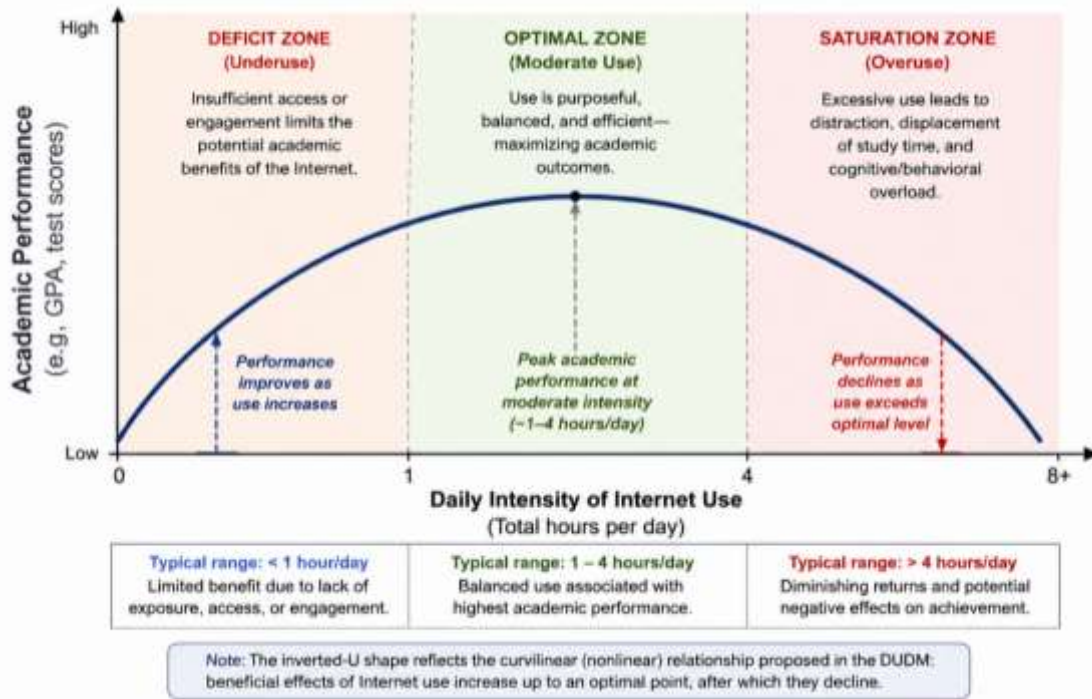 High
DEFICIT ZONE
(Underuse)
Insufficient access or
engagement limits the
potential academic
benefits of the Internet.
OPTIMAL ZONE
(Moderate Use)
Use is purposeful,
balanced, and efficient—
maximizing academic
outcomes.
SATURATION ZONE
(Overuse)
Excessive use leads to
distraction, displacement
of study time, and
cognitive/behavioral
overload.
Academic Performance
(e.g., GPA, test scores)
Performance
improves as
use increases
Peak academic
performance at
moderate intensity
(~1–4 hours/day)
Performance
declines as
use exceeds
optimal level
Low
0
1
4
8+
Daily Intensity of Internet Use
(Total hours per day)
Typical range: < 1 hour/day
Limited benefit due to lack of
exposure, access, or engagement.
Typical range: 1 – 4 hours/day
Balanced use associated with
highest academic performance.
Typical range: > 4 hours/day
Diminishing returns and potential
negative effects on achievement.
Note: The inverted-U shape reflects the curvilinear (nonlinear) relationship proposed in the DUDM:
beneficial effects of Internet use increase up to an optimal point, after which they decline.